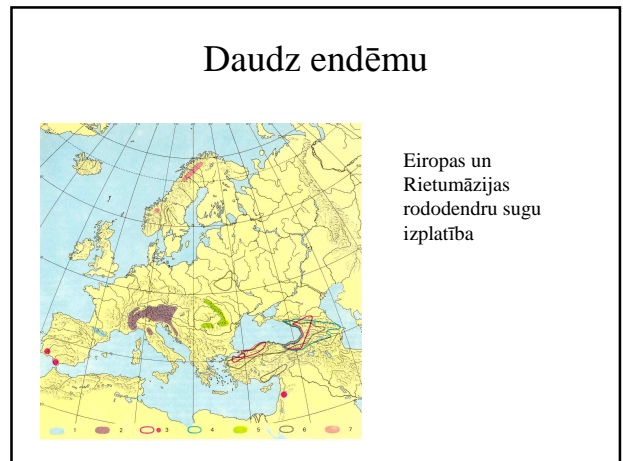 Daudz endēmu
Eiropas un
Rietumāzijas
rododendru sugu
izplatība
1 2 3 4 5 6 7